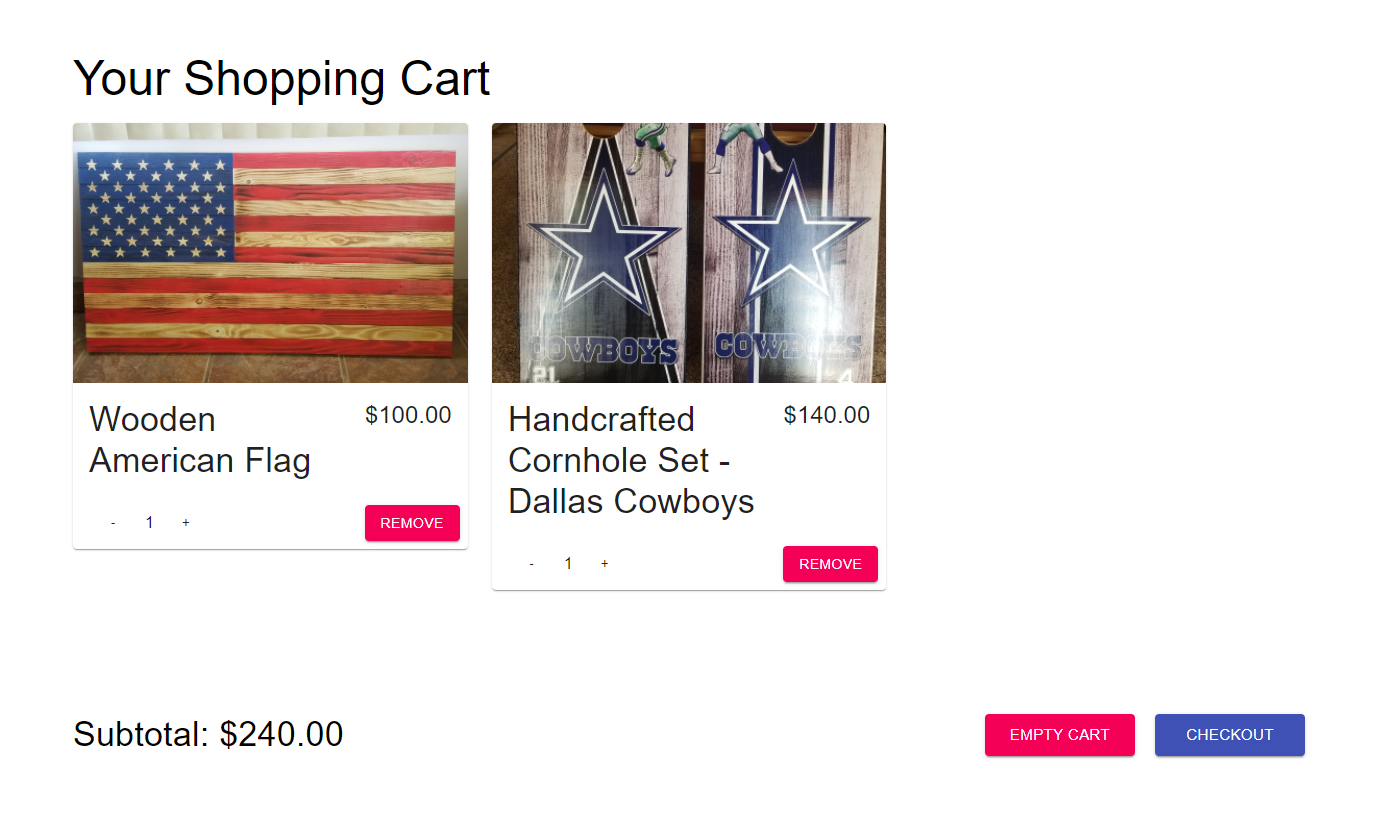 Your Shopping Cart
COWBOYS
COWBOYS
21
4
Wooden
American Flag
$100.00
- 1 +
REMOVE
Handcrafted
Cornhole Set -
Dallas Cowboys
$140.00
- 1 +
REMOVE
Subtotal: $240.00
EMPTY CART
CHECKOUT